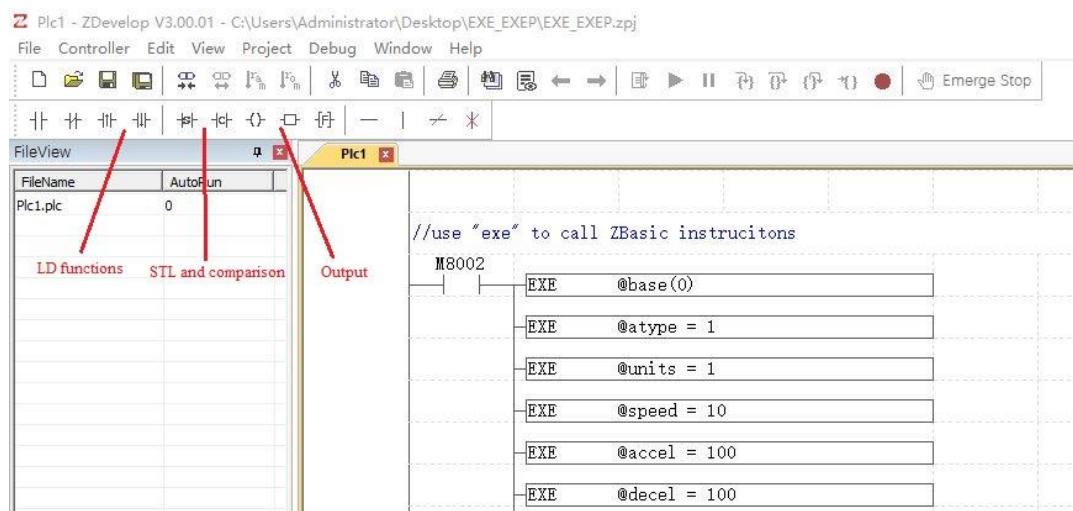 Plc1 - ZDevelop V3.00.01 - C:\Users\Administrator\Desktop\EXE_EXEP\EXE_EXEP.zpj
File Controller Edit View Project Debug Window Help
Emerge Stop
FileView
Plc1
FileName AutoRun
Plc1.plc 0
LD functions STL and comparison Output
//use "exe" to call ZBasic instrucitons
M8002
EXE @base(0)
EXE @atype = 1
EXE @units = 1
EXE @speed = 10
EXE @accel = 100
EXE @decel = 100